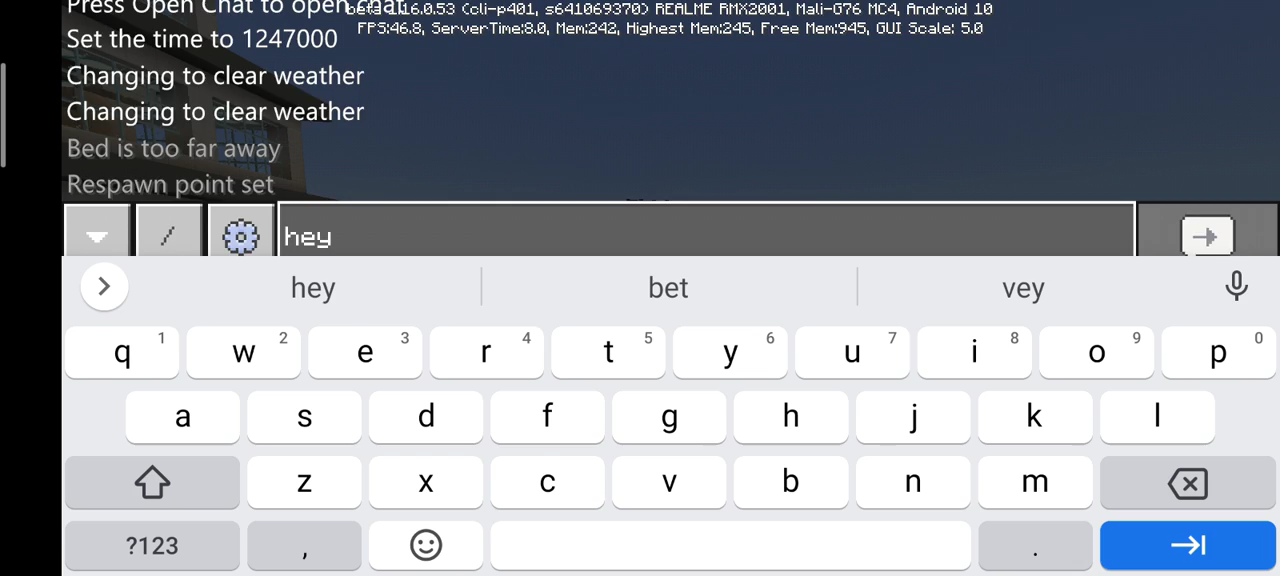 Press Open Chat to open chat
beta 1.16.0.53 (cli-p401, s641069370) REALME RMX2001, Mali-G76 MC4, Android 10
FPS:46.8, ServerTime:8.0, Mem:242, Highest Mem:245, Free Mem:945, GUI Scale: 5.0
Set the time to 1247000
Changing to clear weather
Changing to clear weather
Bed is too far away
Respawn point set
/
hey
hey bet vey
q 1 w 2 e 3 r 4 t 5 y 6 u 7 i 8 o 9 p 0
a s d f g h j k l
z x c v b n m
?123 , .